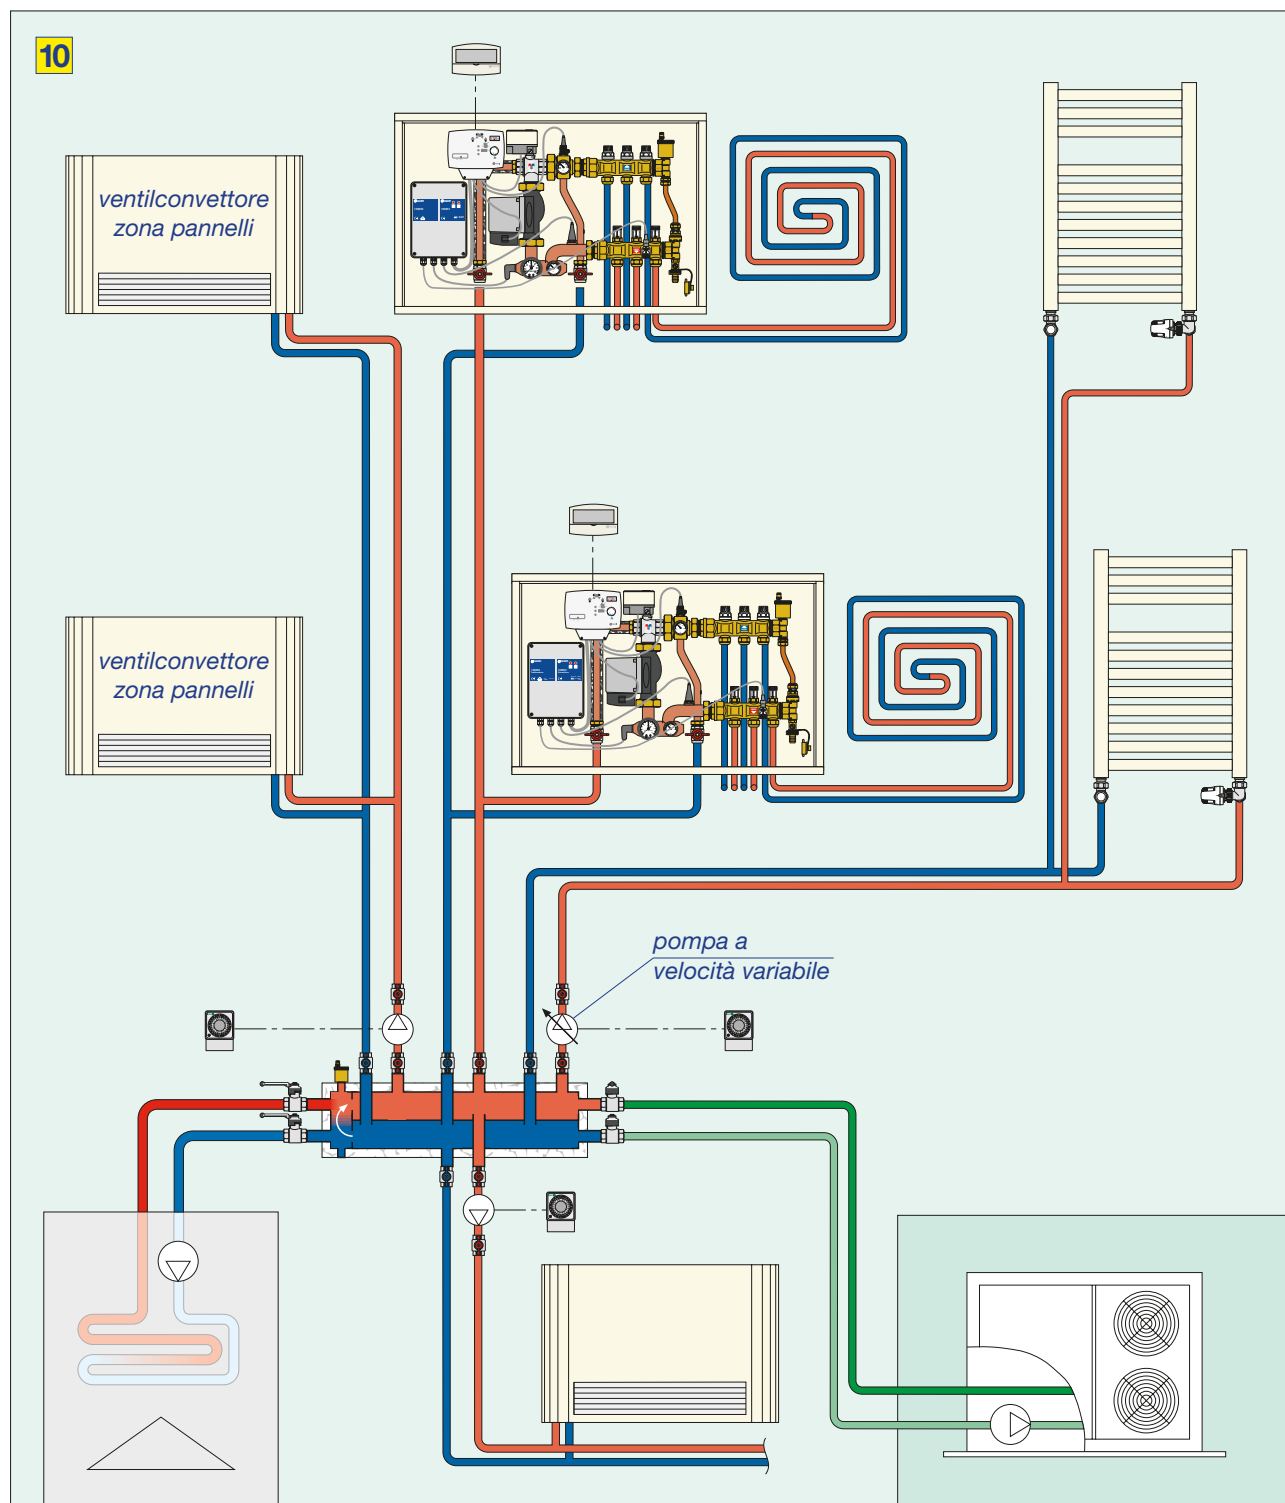 10
ventilconvettore
zona pannelli
ventilconvettore
zona pannelli
pompa a
velocità variabile